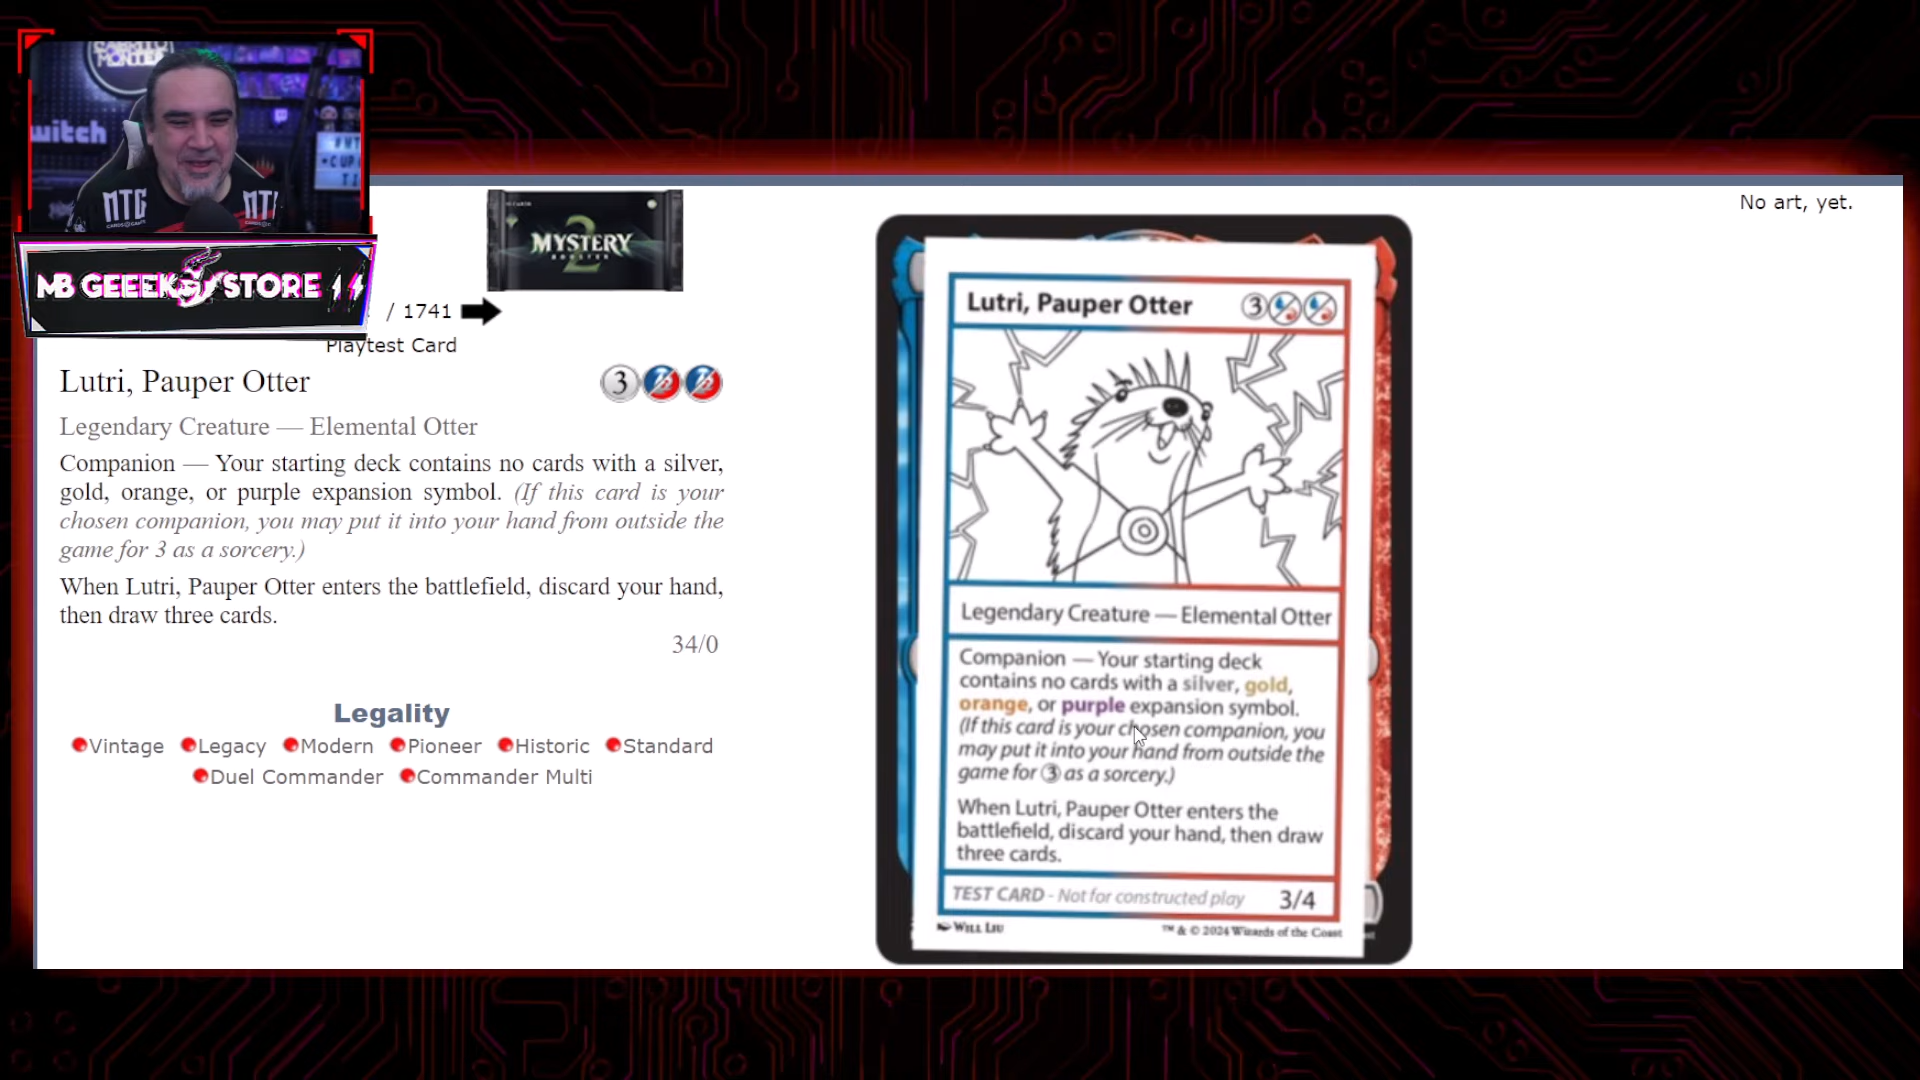 witch
MTG
MT
MB GEEEK STORE
MYSTERY
BOOSTER
2
/ 1741
Playtest Card
Lutri, Pauper Otter
3
Legendary Creature — Elemental Otter
Companion — Your starting deck contains no cards with a silver,
gold, orange, or purple expansion symbol. (If this card is your
chosen companion, you may put it into your hand from outside the
game for 3 as a sorcery.)
When Lutri, Pauper Otter enters the battlefield, discard your hand,
then draw three cards.
34/0
Legality
Vintage Legacy Modern Pioneer Historic Standard
Duel Commander Commander Multi
No art, yet.
Lutri, Pauper Otter 3
Legendary Creature — Elemental Otter
Companion — Your starting deck
contains no cards with a silver, gold,
orange, or purple expansion symbol.
(If this card is your chosen companion, you
may put it into your hand from outside the
game for 3 as a sorcery.)
When Lutri, Pauper Otter enters the
battlefield, discard your hand, then draw
three cards.
TEST CARD - Not for constructed play 3/4
WILL LIU
™ & © 2024 Wizards of the Coast